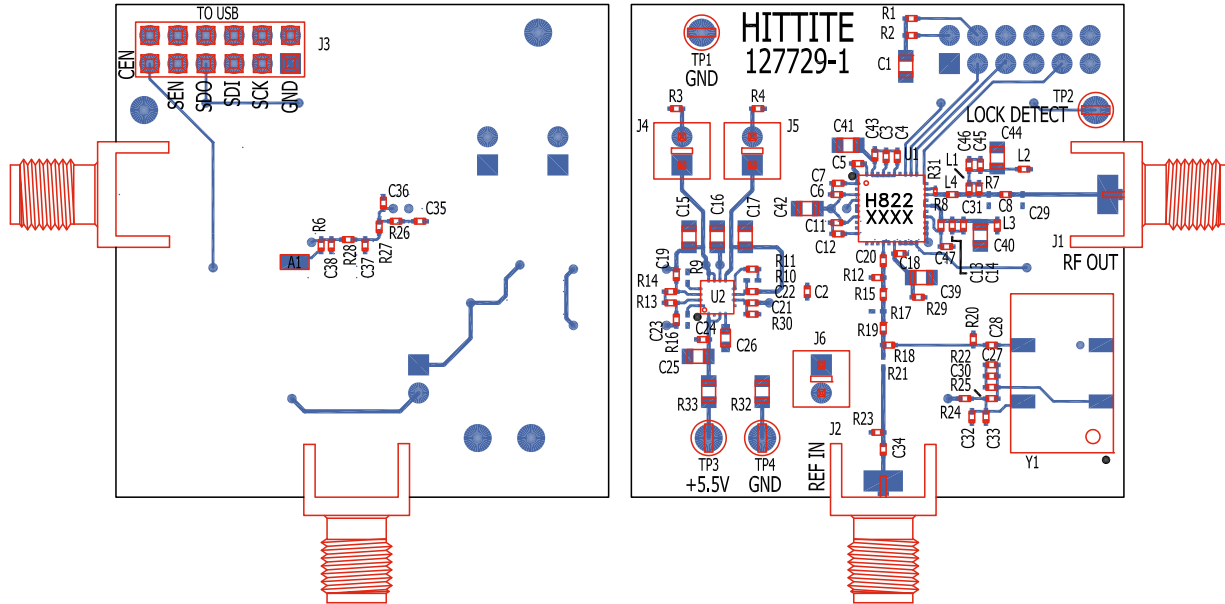 TO USB
J3
CEN
SEN
SDO
SDI
SCK
GND
C36
C35
R26
R27
R6
R28
C38
C37
A1
HITTITE
127729-1
TP1
GND
R1
R2
C1
TP2
LOCK DETECT
R3
R4
J4
J5
C41
C43
C3
C4
U1
C5
C7
C6
R31
C46
C45
C44
L1
L2
L4
R7
H822
XXXX
R8
C31
C8
C29
C42
C11
C12
C15
C16
C17
L3
C40
J1
RF OUT
C47
C13
C14
C20
C18
C39
R29
R12
R15
R17
R19
R18
R21
C19
R9
R11
R10
R14
R13
U2
C22
C21
R30
C2
C23
R16
C24
C25
C26
J6
R20
C28
R22
C27
C30
R25
R24
C32
C33
Y1
R33
R32
R23
J2
C34
TP3
+5.5V
TP4
GND
REF IN